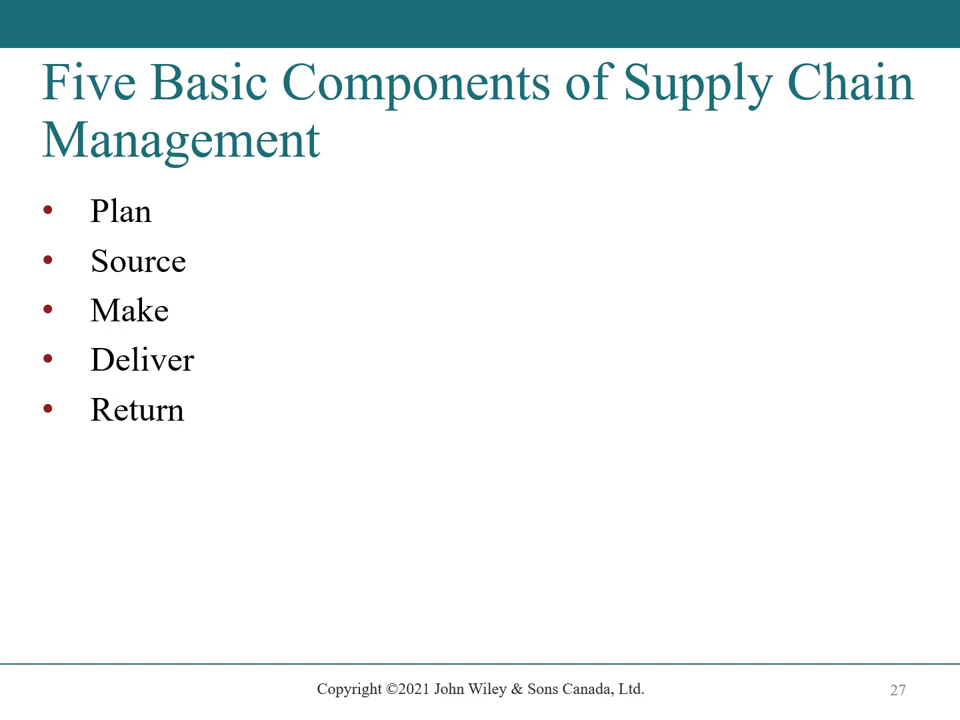 Five Basic Components of Supply Chain
Management
• Plan
• Source
• Make
• Deliver
• Return
Copyright ©2021 John Wiley & Sons Canada, Ltd.
27